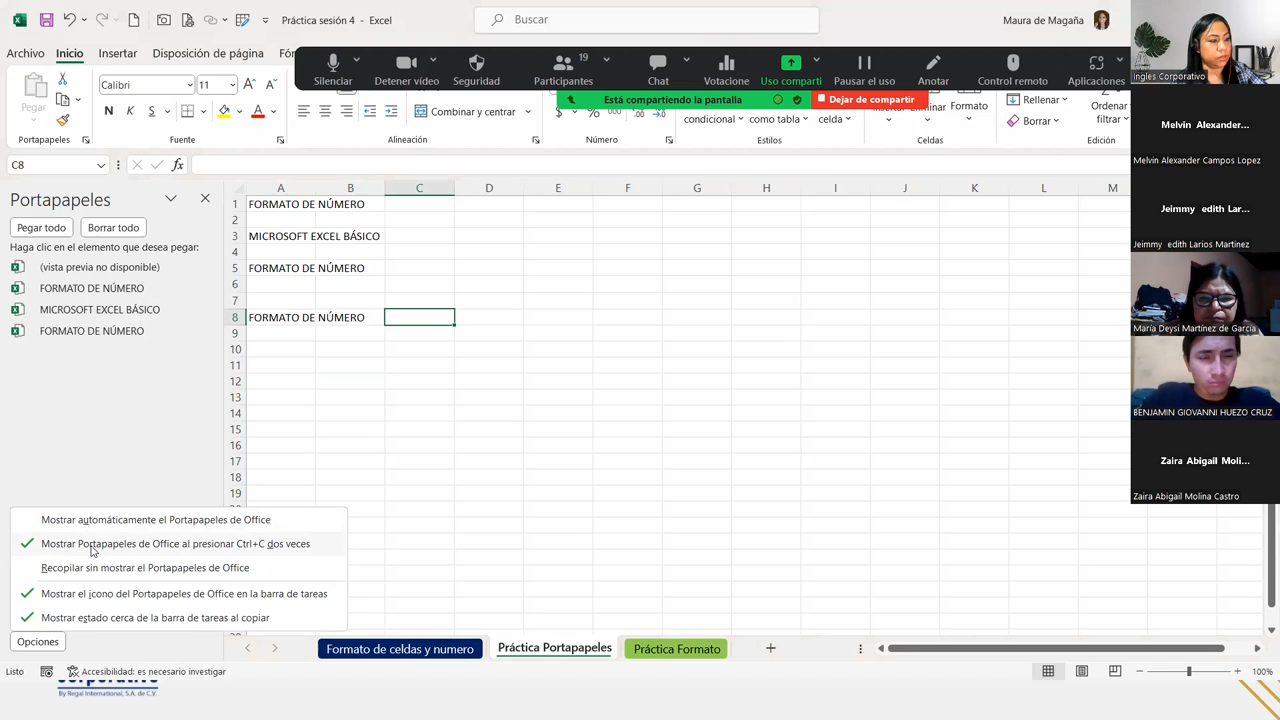 Práctica sesión 4 - Excel
Buscar
Maura de Magaña
Archivo Inicio Insertar Disposición de página
Silenciar Detener vídeo Seguridad Participantes 19 Chat Votacione Uso comparti Pausar el uso Anotar Control remoto Aplicaciones
Está compartiendo la pantalla Dejar de compartir
Pegar
Calibri 11
N K S
Combinar y centrar
condicional como tabla celda
Eliminar Formato
Rellenar
Borrar
Ordenar
filtrar
Portapapeles Fuente Alineación Número Estilos Celdas Edición
C8 fx
Portapapeles
Pegar todo Borrar todo
Haga clic en el elemento que desea pegar:
(vista previa no disponible)
FORMATO DE NÚMERO
MICROSOFT EXCEL BÁSICO
FORMATO DE NÚMERO
A B C D E F G H I J K L M
1 FORMATO DE NÚMERO
2
3 MICROSOFT EXCEL BÁSICO
4
5 FORMATO DE NÚMERO
6
7
8 FORMATO DE NÚMERO
9
10
11
12
13
14
15
16
17
18
19
Mostrar automáticamente el Portapapeles de Office
Mostrar Portapapeles de Office al presionar Ctrl+C dos veces
Recopilar sin mostrar el Portapapeles de Office
Mostrar el icono del Portapapeles de Office en la barra de tareas
Mostrar estado cerca de la barra de tareas al copiar
Opciones
Formato de celdas y numero Práctica Portapapeles Práctica Formato
Listo Accesibilidad: es necesario investigar 100%
By Regal International, S.A. de C.V.
Ingles Corporativo
Melvin Alexander...
Melvin Alexander Campos Lopez
Jeimmy edith Lar...
Jeimmy edith Larios Martinez
María Deysi Martínez de García
BENJAMIN GIOVANNI HUEZO CRUZ
Zaira Abigail Moli...
Zaira Abigail Molina Castro